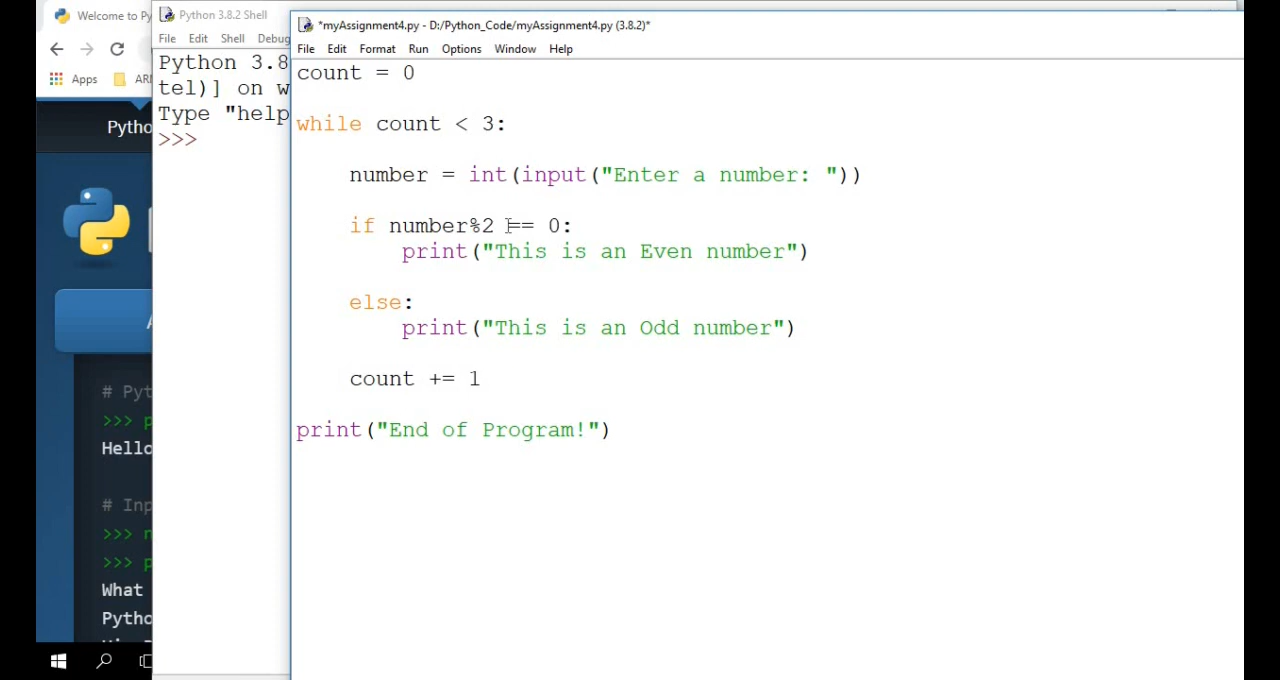 Welcome to Py
Python 3.8.2 Shell
*myAssignment4.py - D:/Python_Code/myAssignment4.py (3.8.2)*
File Edit Shell Debug
File Edit Format Run Options Window Help
Apps
Python 3.8
tel)] on w
Type "help
>>>
count = 0
while count < 3:
number = int(input("Enter a number: "))
if number%2 == 0:
print("This is an Even number")
else:
print("This is an Odd number")
count += 1
print("End of Program!")
Pytho
# Pyt
>>> p
Hello
# Inp
>>> n
>>> p
What
Pytho